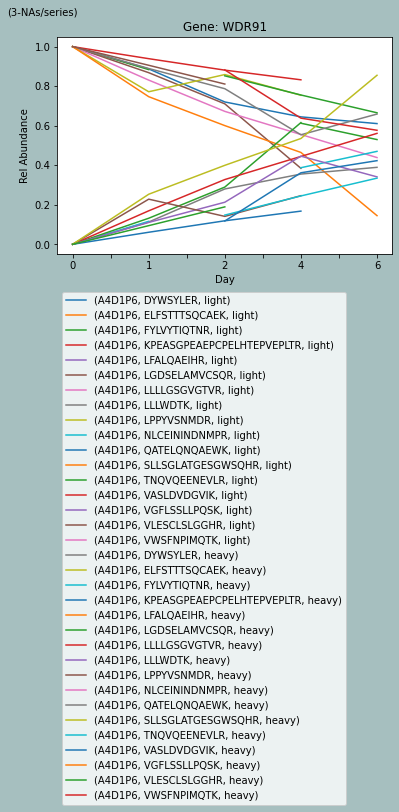 (3-NAs/series)
Gene: WDR91
1.0
0.8
0.6
0.4
0.2
0.0
Rel Abundance
0 1 2 4 6
Day
(A4D1P6, DYWSYLER, light)
(A4D1P6, ELFSTTTSQCAEK, light)
(A4D1P6, FYLVYTIQTNR, light)
(A4D1P6, KPEASGPEAEPCPELHTEPVEPLTR, light)
(A4D1P6, LFALQAEIHR, light)
(A4D1P6, LGDSELAMVCSQR, light)
(A4D1P6, LLLLGSGVGTVR, light)
(A4D1P6, LLLWDTK, light)
(A4D1P6, LPPYVSNMDR, light)
(A4D1P6, NLCEININDNMPR, light)
(A4D1P6, QATELQNQAEWK, light)
(A4D1P6, SLLSGLATGESGWSQHR, light)
(A4D1P6, TNQVQEENEVLR, light)
(A4D1P6, VASLDVDGVIK, light)
(A4D1P6, VGFLSSLLPQSK, light)
(A4D1P6, VLESCLSLGGHR, light)
(A4D1P6, VWSFNPIMQTK, light)
(A4D1P6, DYWSYLER, heavy)
(A4D1P6, ELFSTTTSQCAEK, heavy)
(A4D1P6, FYLVYTIQTNR, heavy)
(A4D1P6, KPEASGPEAEPCPELHTEPVEPLTR, heavy)
(A4D1P6, LFALQAEIHR, heavy)
(A4D1P6, LGDSELAMVCSQR, heavy)
(A4D1P6, LLLLGSGVGTVR, heavy)
(A4D1P6, LLLWDTK, heavy)
(A4D1P6, LPPYVSNMDR, heavy)
(A4D1P6, NLCEININDNMPR, heavy)
(A4D1P6, QATELQNQAEWK, heavy)
(A4D1P6, SLLSGLATGESGWSQHR, heavy)
(A4D1P6, TNQVQEENEVLR, heavy)
(A4D1P6, VASLDVDGVIK, heavy)
(A4D1P6, VGFLSSLLPQSK, heavy)
(A4D1P6, VLESCLSLGGHR, heavy)
(A4D1P6, VWSFNPIMQTK, heavy)